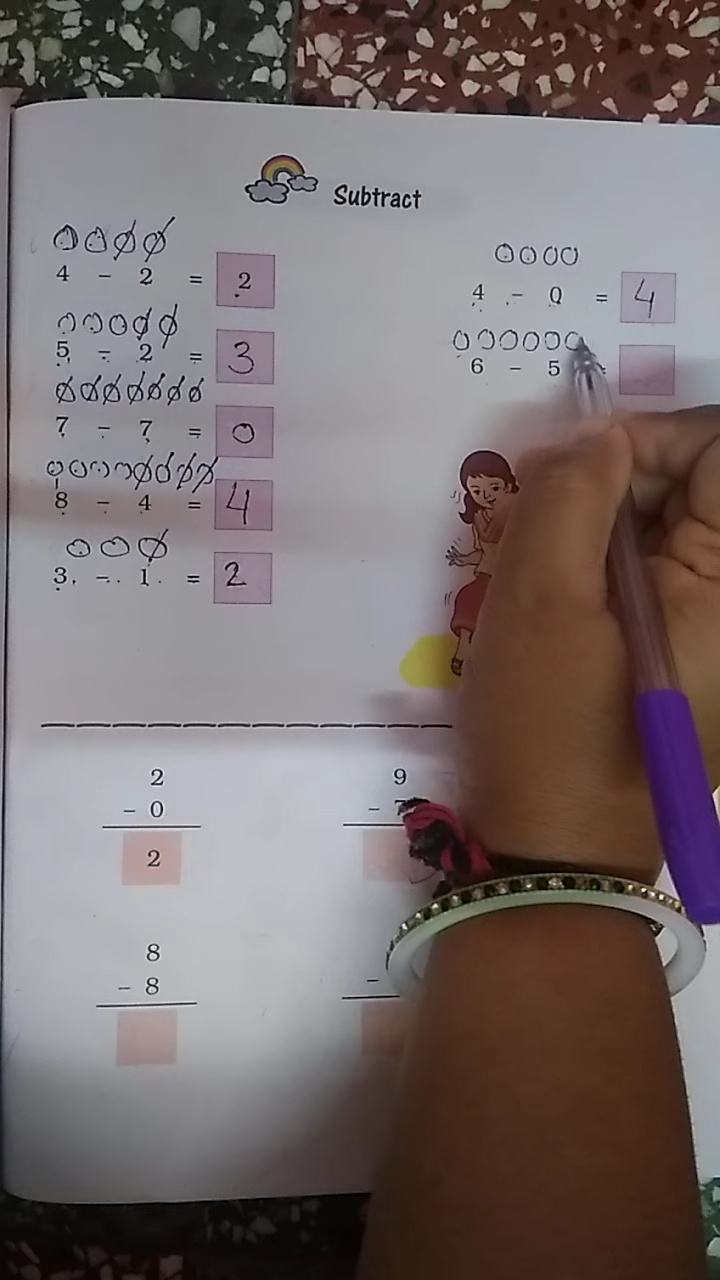 Subtract
4 - 2 = 2
5 - 2 = 3
7 - 7 = 0
8 - 4 = 4
3 - 1 = 2
4 - 0 = 4
6 - 5
2
- 0
2
9
- 7
8
- 8
-